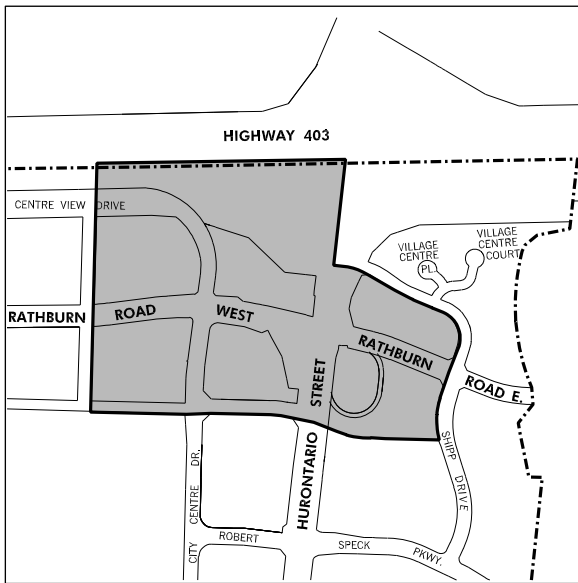 HIGHWAY 403
CENTRE VIEW DRIVE
VILLAGE
CENTRE
PL.
VILLAGE
CENTRE
COURT
RATHBURN ROAD WEST
RATHBURN
ROAD E.
HURONTARIO STREET
SHIPP DRIVE
CITY CENTRE DR.
ROBERT SPECK PKWY.